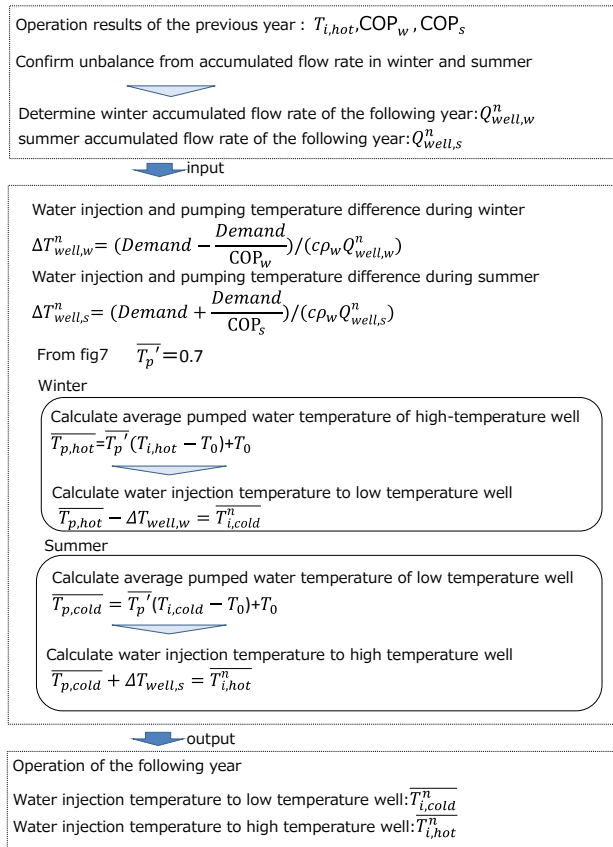 Operation results of the previous year : T_{i,hot},COP_w , COP_s
Confirm unbalance from accumulated flow rate in winter and summer
Determine winter accumulated flow rate of the following year:Q^n_{well,w}
summer accumulated flow rate of the following year:Q^n_{well,s}
input
Water injection and pumping temperature difference during winter
ΔT^n_{well,w}= (Demand − \frac{Demand}{COP_w})/(cρ_w Q^n_{well,w})
Water injection and pumping temperature difference during summer
ΔT^n_{well,s}= (Demand + \frac{Demand}{COP_s})/(cρ_w Q^n_{well,s})
From fig7 \overline{T_p'}=0.7
Winter
Calculate average pumped water temperature of high-temperature well
\overline{T_{p,hot}}=\overline{T_p'}(T_{i,hot} − T_0)+T_0
Calculate water injection temperature to low temperature well
\overline{T_{p,hot}} − ΔT_{well,w} = \overline{T^n_{i,cold}}
Summer
Calculate average pumped water temperature of low temperature well
\overline{T_{p,cold}} = \overline{T_p'}(T_{i,cold} − T_0)+T_0
Calculate water injection temperature to high temperature well
\overline{T_{p,cold}} + ΔT_{well,s} = \overline{T^n_{i,hot}}
output
Operation of the following year
Water injection temperature to low temperature well:\overline{T^n_{i,cold}}
Water injection temperature to high temperature well:\overline{T^n_{i,hot}}